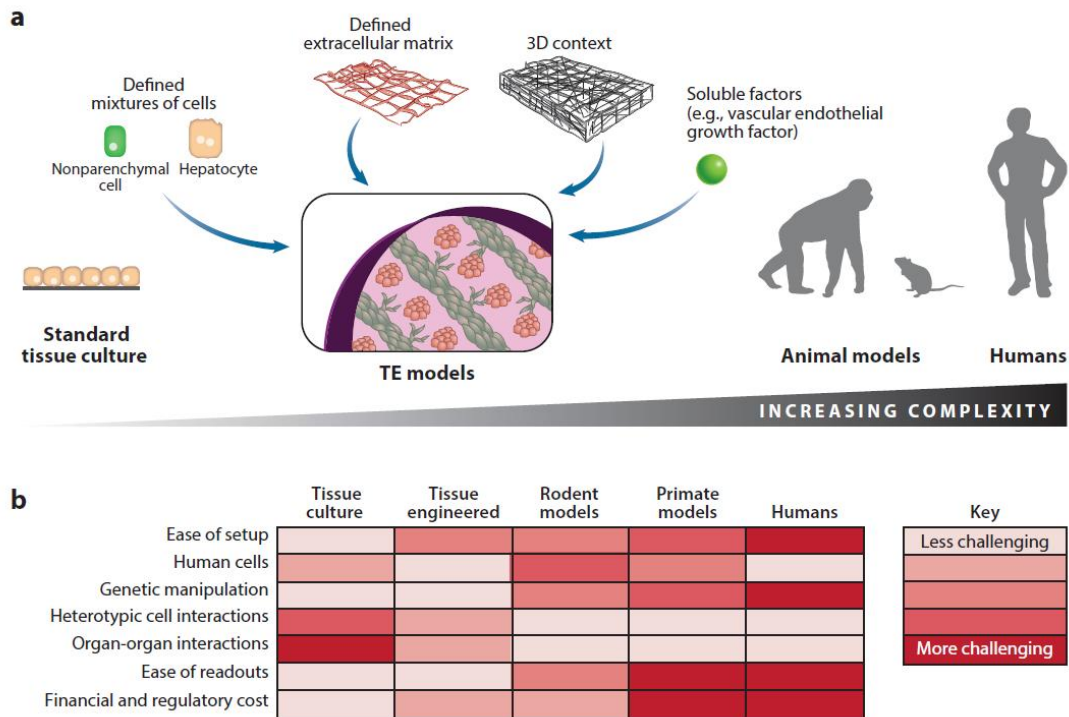 a
Defined
extracellular matrix
3D context
Defined
mixtures of cells
Soluble factors
(e.g., vascular endothelial
growth factor)
Nonparenchymal
cell
Hepatocyte
Standard
tissue culture
TE models
Animal models
Humans
INCREASING COMPLEXITY
b
Tissue
culture
Tissue
engineered
Rodent
models
Primate
models
Humans
Key
Ease of setup
Less challenging
Human cells
Genetic manipulation
Heterotypic cell interactions
Organ-organ interactions
More challenging
Ease of readouts
Financial and regulatory cost